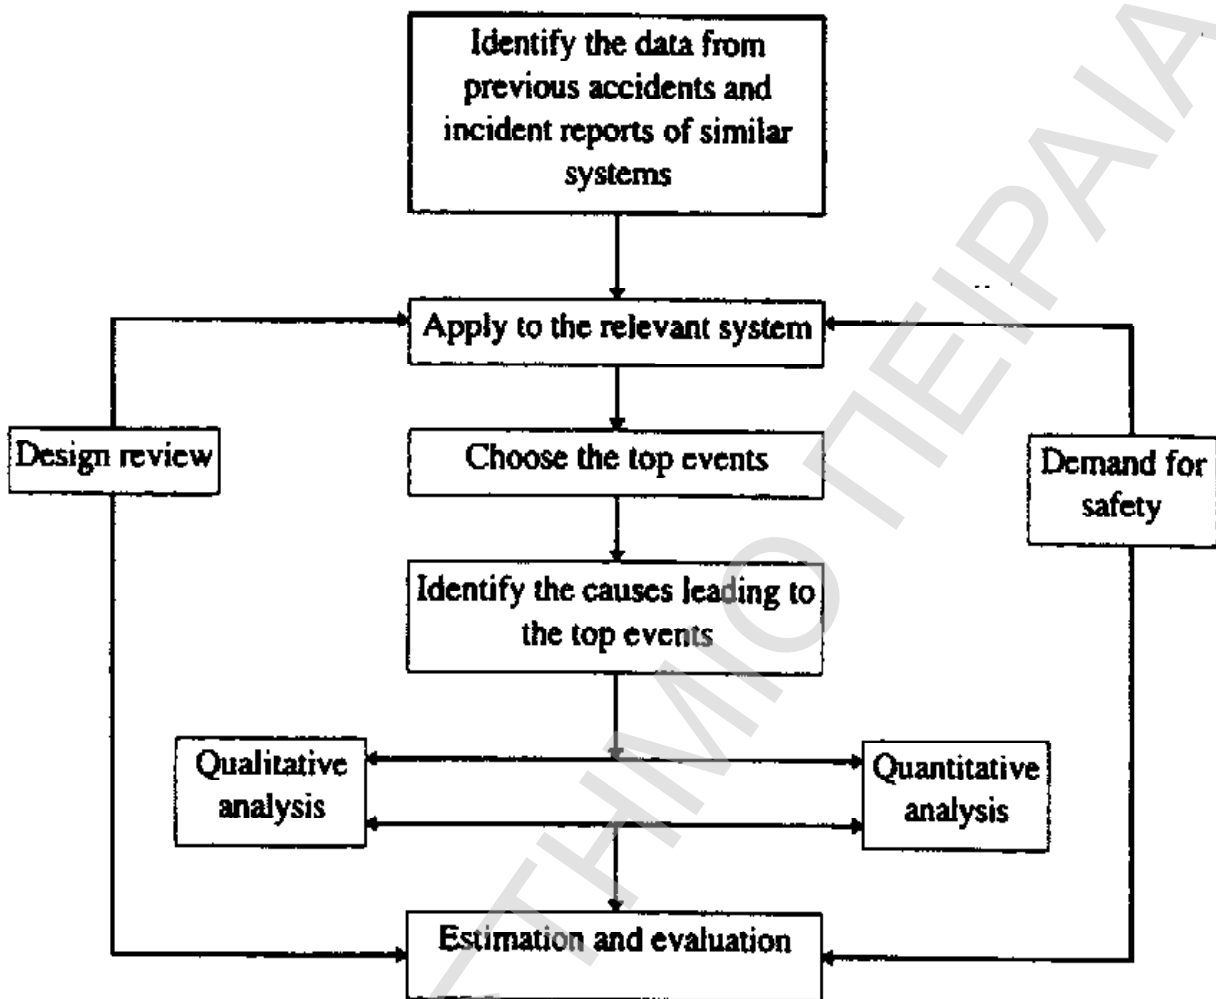 Identify the data from
previous accidents and
incident reports of similar
systems
Apply to the relevant system
Design review
Choose the top events
Demand for
safety
Identify the causes leading to
the top events
Qualitative
analysis
Quantitative
analysis
Estimation and evaluation
ΤΗΜΙΟ ΠΕΙΡΑΙΑ